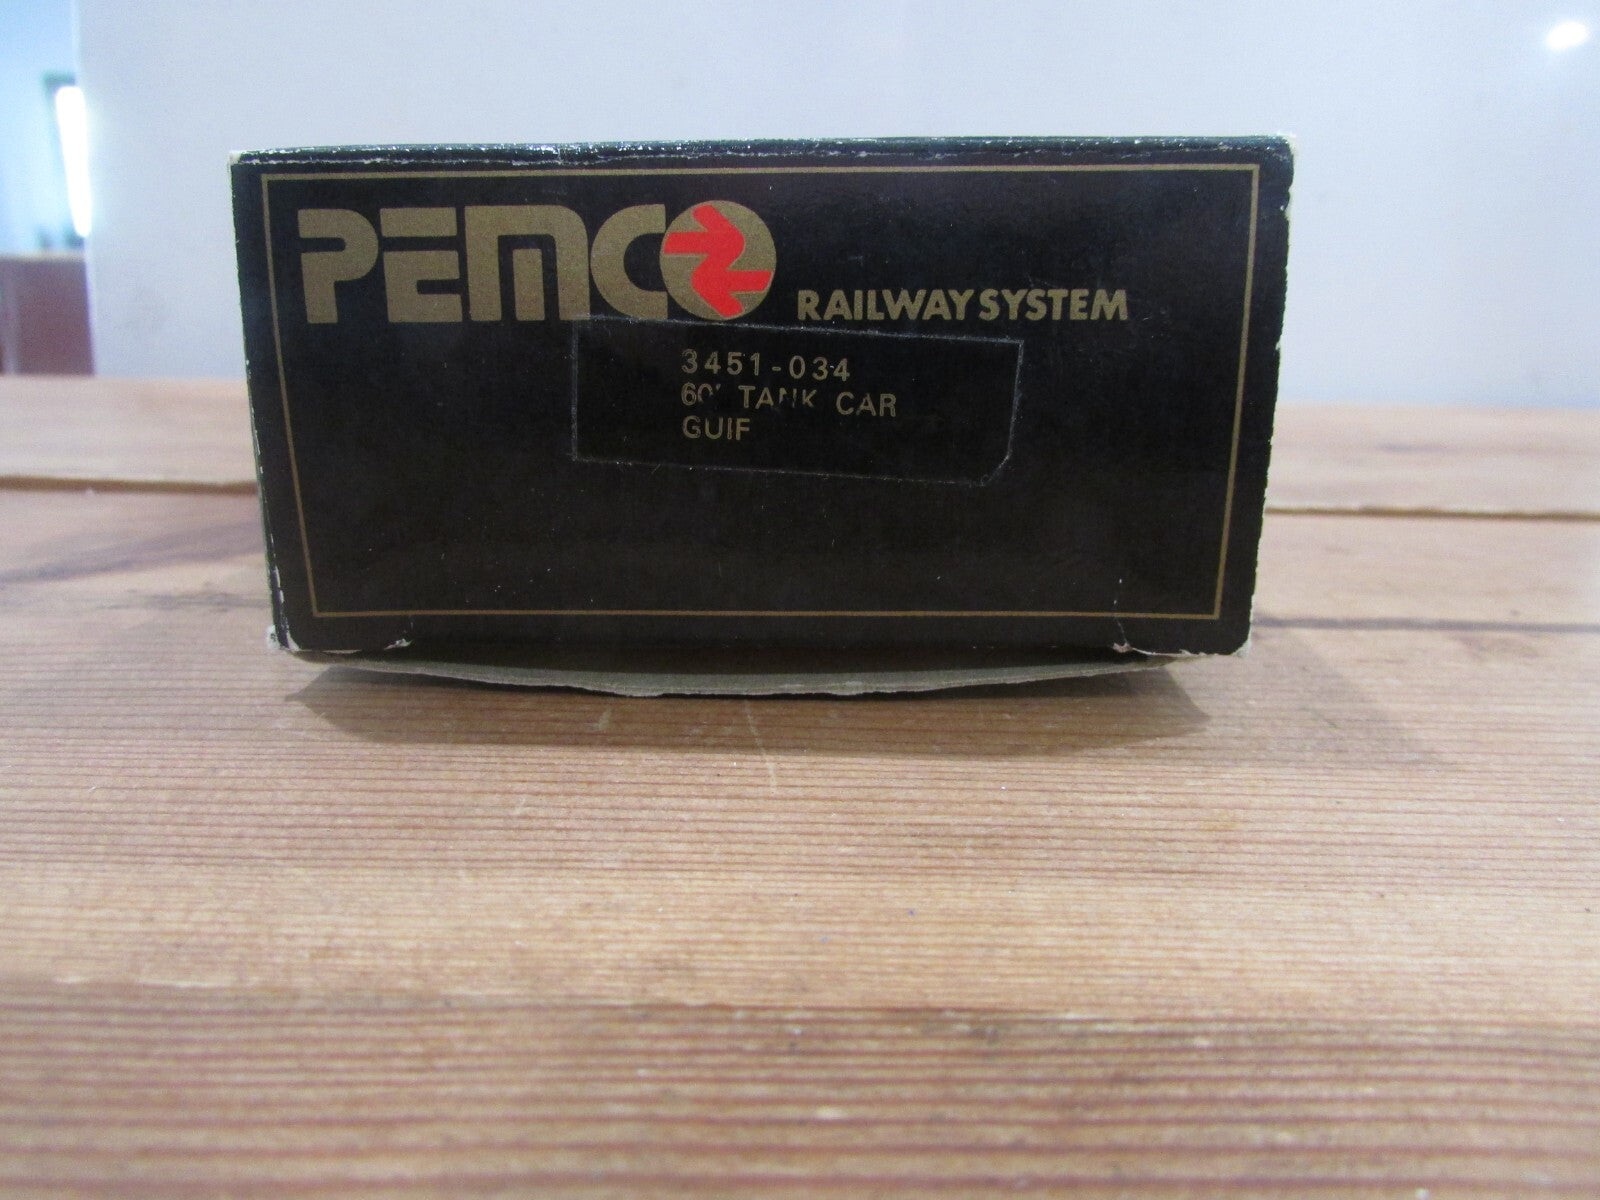 PEMCO
RAILWAY SYSTEM
3451-034
60' TANK CAR
GUIF